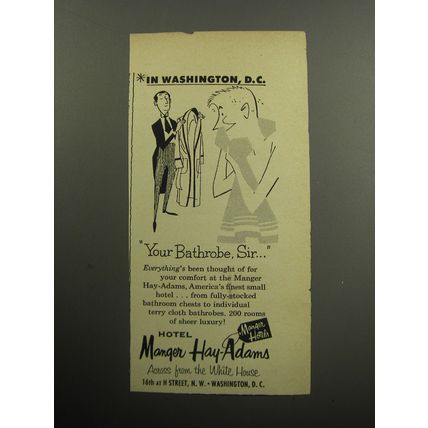 *IN WASHINGTON, D.C.
"Your Bathrobe, Sir..."
Everything's been thought of for
your comfort at the Manger
Hay-Adams, America's finest small
hotel . . . from fully-stocked
bathroom chests to individual
terry cloth bathrobes. 200 rooms
of sheer luxury!
Manger
Hotels
HOTEL
Manger Hay-Adams
Across from the White House
16th at H STREET, N. W. • WASHINGTON, D. C.